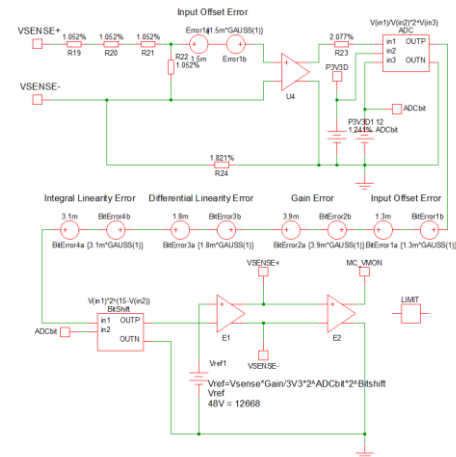 Input Offset Error
V(in1)/V(in2)*2^V(in3)
VSENSE+
1.052%
1.052%
1.052%
Error1a
{1.5m*GAUSS(1)}
2.077%
ADC
R19
R20
R21
1.5m
Error1b
R23
in1 OUTP
R22
1.052%
P3V3D
in2
in3 OUTN
VSENSE-
U4
ADCbit
P3V3D1
12
1.241%
ADCbit
1.821%
R24
Integral Linearity Error
Differential Linearity Error
Gain Error
Input Offset Error
3.1m
BitError4b
1.8m
BitError3b
3.9m
BitError2b
1.3m
BitError1b
BitError4a
{3.1m*GAUSS(1)}
BitError3a
{1.8m*GAUSS(1)}
BitError2a
{3.9m*GAUSS(1)}
BitError1a
{1.3m*GAUSS(1)}
VSENSE+
MC_VMON
V(in1)*2^(15-V(in2))
BitShift
LIMIT
in1 OUTP
ADCbit
in2
OUTN
E1
E2
Vref1
VSENSE-
Vref=Vsense*Gain/3V3*2^ADCbit*2^Bitshift
Vref
48V = 12668